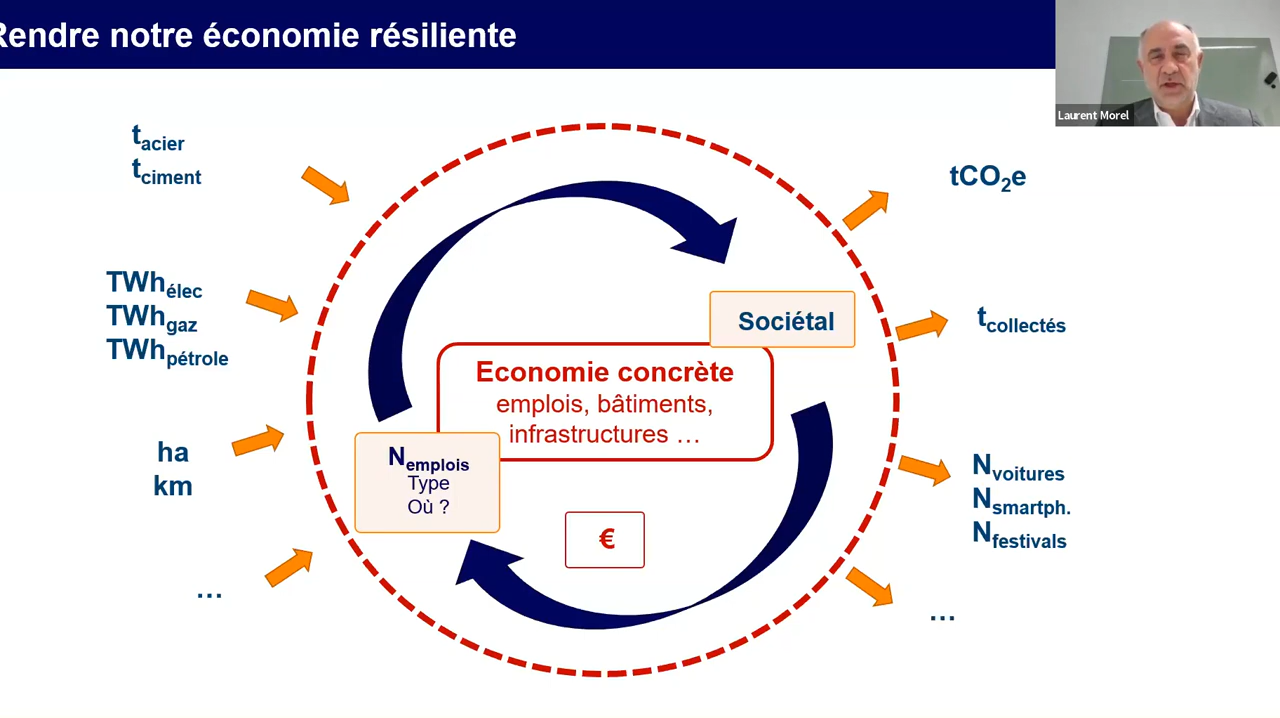 Rendre notre économie résiliente
Laurent Morel
t acier
t ciment
TWh élec
TWh gaz
TWh pétrole
ha
km
...
Sociétal
Economie concrète
emplois, bâtiments,
infrastructures ...
N emplois
Type
Où ?
€
tCO2e
t collectés
N voitures
N smartph.
N festivals
...